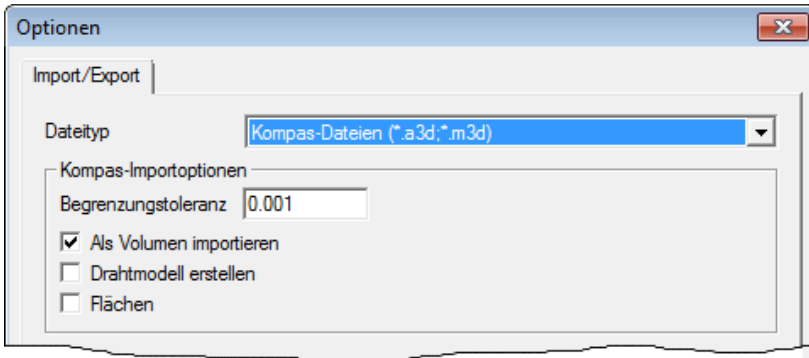 Optionen
Import/Export
Dateityp Kompas-Dateien (*.a3d;*.m3d)
Kompas-Importoptionen
Begrenzungstoleranz 0.001
Als Volumen importieren
Drahtmodell erstellen
Flächen